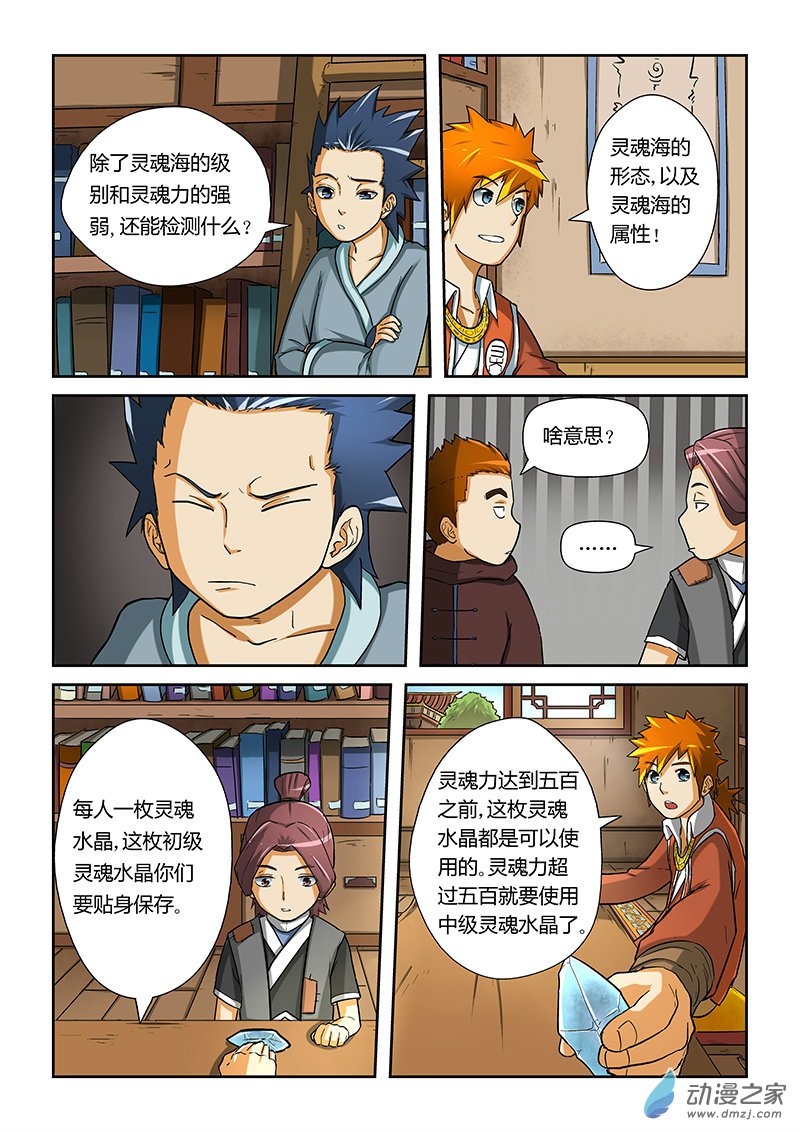 除了灵魂海的级
别和灵魂力的强
弱,还能检测什么?
灵魂海的
形态,以及
灵魂海的
属性!
啥意思?
……
每人一枚灵魂
水晶,这枚初级
灵魂水晶你们
要贴身保存。
灵魂力达到五百
之前,这枚灵魂
水晶都是可以使
用的。灵魂力超
过五百就要使用
中级灵魂水晶了。
动漫之家
www.dmzj.com